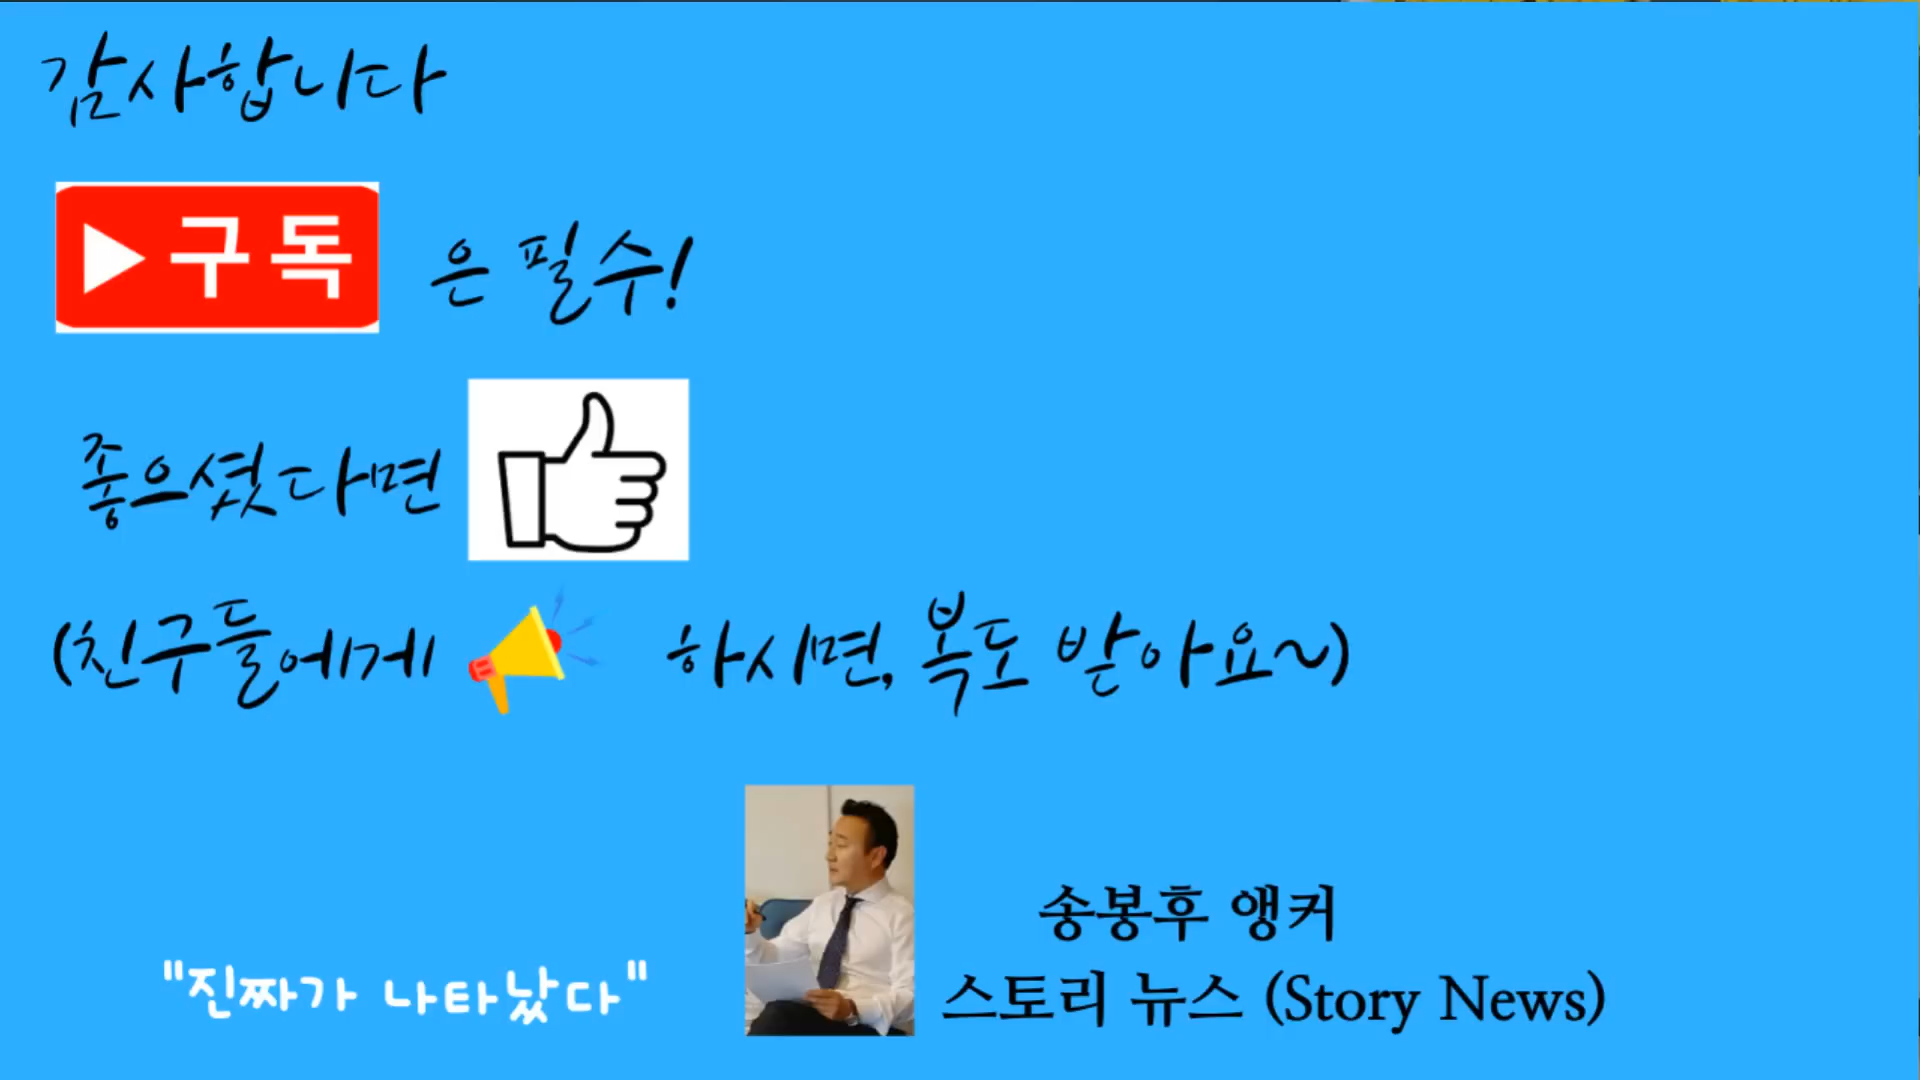 감사합니다
구독 은 필수!
좋으셨다면
(친구들에게 하시면, 복도 받아요~)
송봉후 앵커
"진짜가 나타났다"
스토리 뉴스 (Story News)